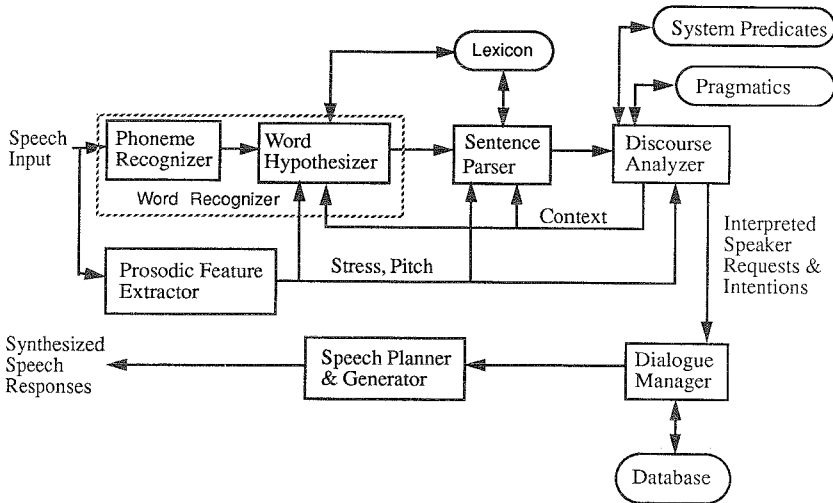 System Predicates
Lexicon
Pragmatics
Speech
Input
Phoneme
Recognizer
Word
Hypothesizer
Sentence
Parser
Discourse
Analyzer
Word Recognizer
Context
Interpreted
Speaker
Requests &
Intentions
Prosodic Feature
Extractor
Stress, Pitch
Synthesized
Speech
Responses
Speech Planner
& Generator
Dialogue
Manager
Database